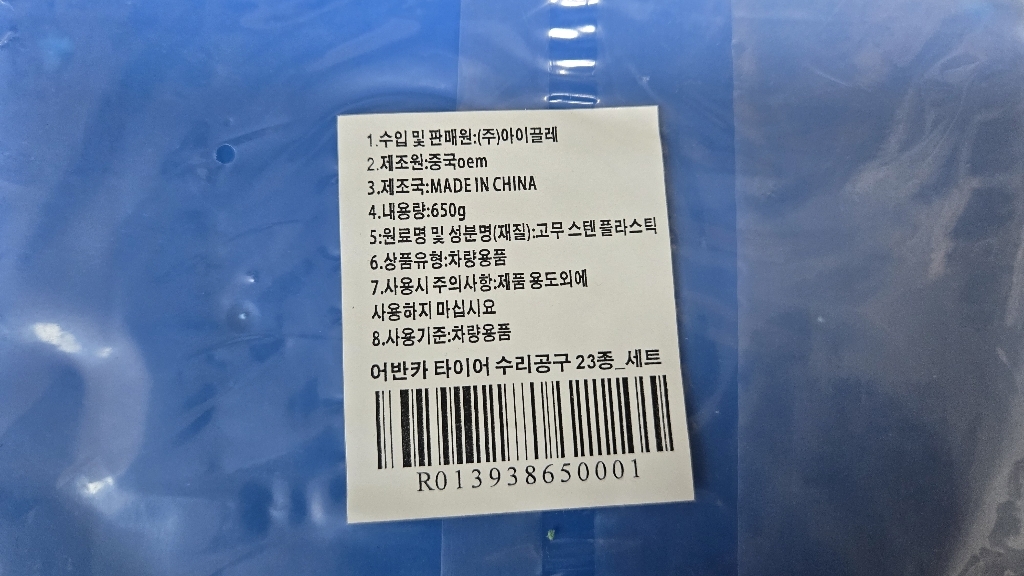 1.수입 및 판매원:(주)아이끌레
2.제조원:중국oem
3.제조국:MADE IN CHINA
4.내용량:650g
5:원료명 및 성분명(재질):고무 스텐 플라스틱
6.상품유형:차량용품
7.사용시 주의사항:제품 용도외에
사용하지 마십시요
8.사용기준:차량용품
어반카 타이어 수리공구 23종_세트
R013938650001